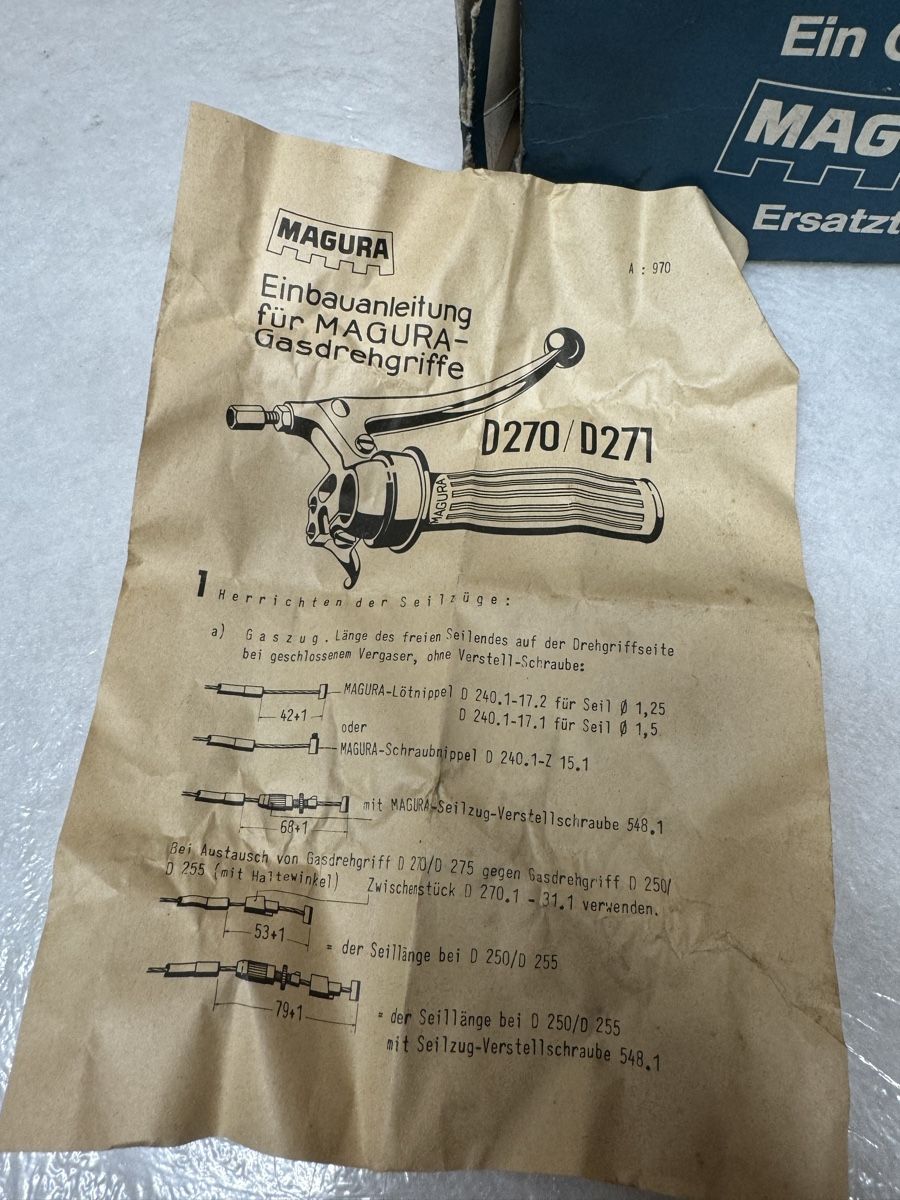 Ein
MAG
Ersatzt
MAGURA
A : 970
Einbauanleitung
für MAGURA-
Gasdrehgriffe
D270/D271
MAGURA
1 Herrichten der Seilzüge:
a) Gaszug. Länge des freien Seilendes auf der Drehgriffseite
bei geschlossenem Vergaser, ohne Verstell-Schraube:
MAGURA-Lötnippel D 240.1-17.2 für Seil Ø 1,25
42+1
D 240.1-17.1 für Seil Ø 1,5
oder
MAGURA-Schraubnippel D 240.1-Z 15.1
mit MAGURA-Seilzug-Verstellschraube 548.1
68+1
Bei Austausch von Gasdrehgriff D 270/D 275 gegen Gasdrehgriff D 250/
D 255 (mit Haltewinkel) Zwischenstück D 270.1 - 31.1 verwenden.
53+1
= der Seillänge bei D 250/D 255
79+1
= der Seillänge bei D 250/D 255
mit Seilzug-Verstellschraube 548.1